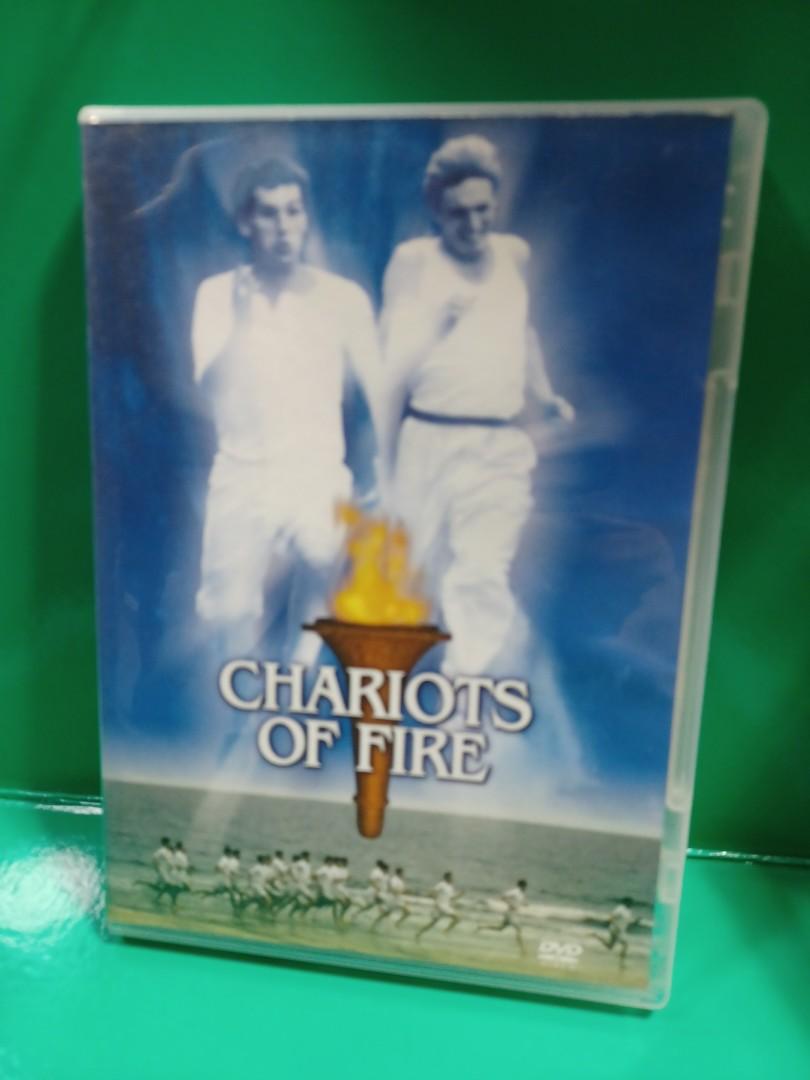 CHARIOTS
OF FIRE
DVD